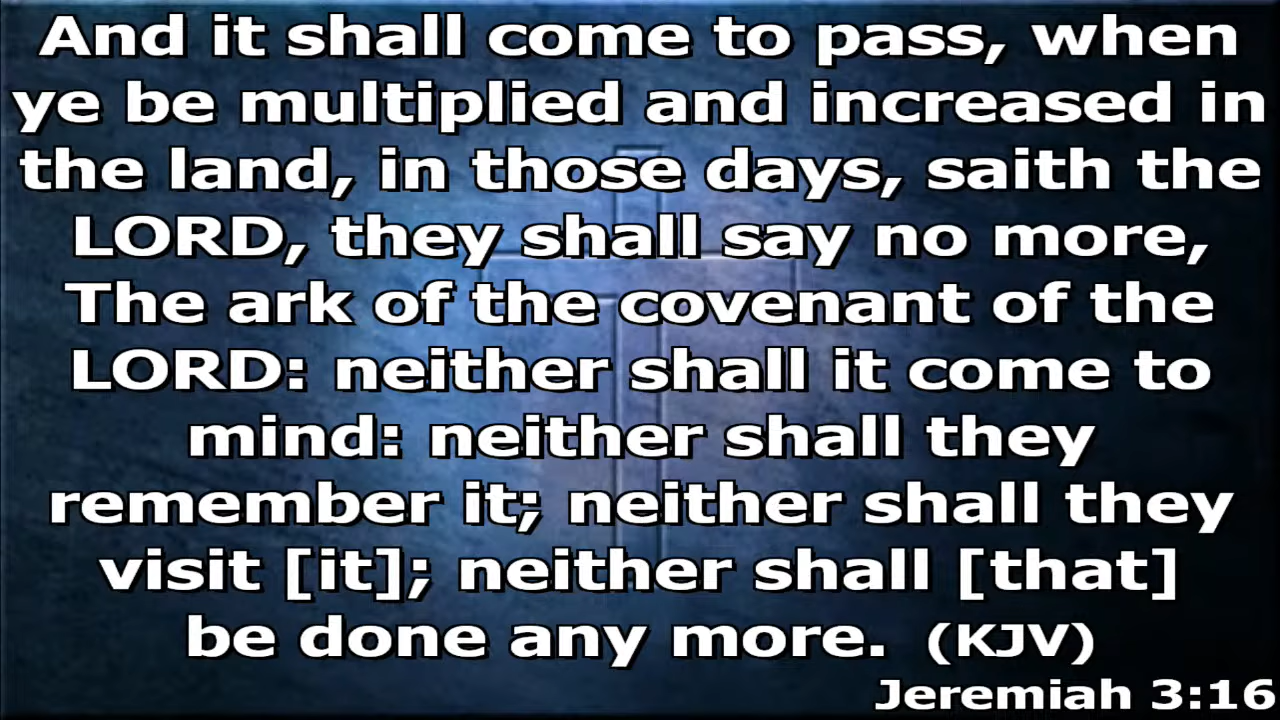 And it shall come to pass, when
ye be multiplied and increased in
the land, in those days, saith the
LORD, they shall say no more,
The ark of the covenant of the
LORD: neither shall it come to
mind: neither shall they
remember it; neither shall they
visit [it]; neither shall [that]
be done any more. (KJV)
Jeremiah 3:16